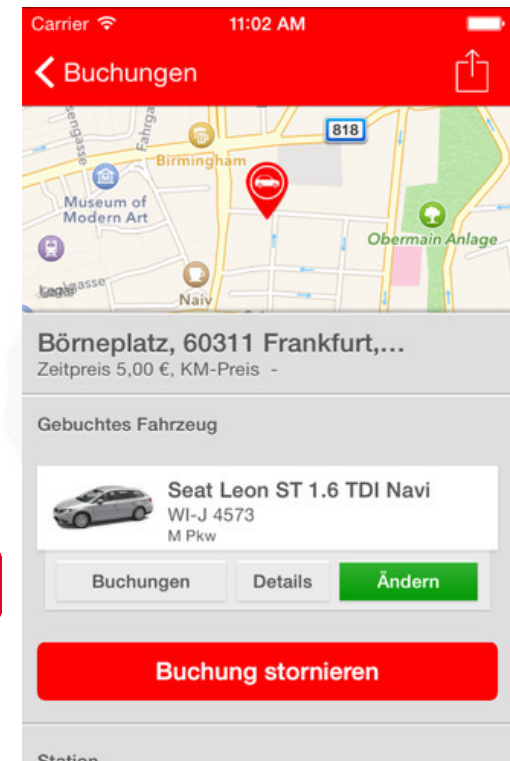 Carrier 11:02 AM
Buchungen
818
Birmingham
Museum of
Modern Art
Obermain Anlage
Naiv
Börneplatz, 60311 Frankfurt,...
Zeitpreis 5,00 €, KM-Preis -
Gebuchtes Fahrzeug
Seat Leon ST 1.6 TDI Navi
WI-J 4573
M Pkw
Buchungen Details Ändern
Buchung stornieren
Station